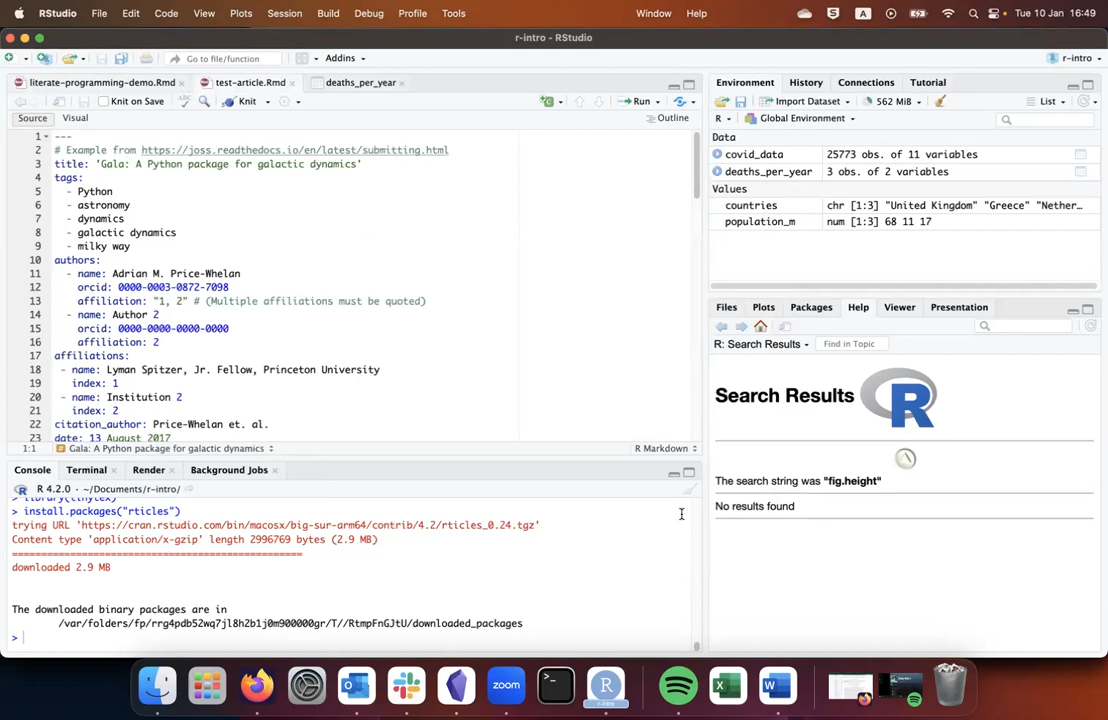 RStudio File Edit Code View Plots Session Build Debug Profile Tools Window Help S A Tue 10 Jan 16:49
r-intro - RStudio
Go to file/function Addins r-intro
literate-programming-demo.Rmd test-article.Rmd deaths_per_year
Knit on Save Knit Run
Source Visual Outline
1 ---
2 # Example from https://joss.readthedocs.io/en/latest/submitting.html
3 title: 'Gala: A Python package for galactic dynamics'
4 tags:
5 - Python
6 - astronomy
7 - dynamics
8 - galactic dynamics
9 - milky way
10 authors:
11 - name: Adrian M. Price-Whelan
12 orcid: 0000-0003-0872-7098
13 affiliation: "1, 2" # (Multiple affiliations must be quoted)
14 - name: Author 2
15 orcid: 0000-0000-0000-0000
16 affiliation: 2
17 affiliations:
18 - name: Lyman Spitzer, Jr. Fellow, Princeton University
19 index: 1
20 - name: Institution 2
21 index: 2
22 citation_author: Price-Whelan et. al.
23 date: 13 August 2017
1:1 Gala: A Python package for galactic dynamics R Markdown
Console Terminal Render Background Jobs
R 4.2.0 · ~/Documents/r-intro/
> library(tinytex)
> install.packages("rticles")
trying URL 'https://cran.rstudio.com/bin/macosx/big-sur-arm64/contrib/4.2/rticles_0.24.tgz'
Content type 'application/x-gzip' length 2996769 bytes (2.9 MB)
==================================================
downloaded 2.9 MB
The downloaded binary packages are in
/var/folders/fp/rrg4pdb52wq7jl8h2b1j0m900000gr/T//RtmpFnGJtU/downloaded_packages
>
Environment History Connections Tutorial
Import Dataset 562 MiB List
R Global Environment
Data
covid_data 25773 obs. of 11 variables
deaths_per_year 3 obs. of 2 variables
Values
countries chr [1:3] "United Kingdom" "Greece" "Nether…
population_m num [1:3] 68 11 17
Files Plots Packages Help Viewer Presentation
R: Search Results Find in Topic
Search Results R
The search string was "fig.height"
No results found
zoom >_ R r-intro X W